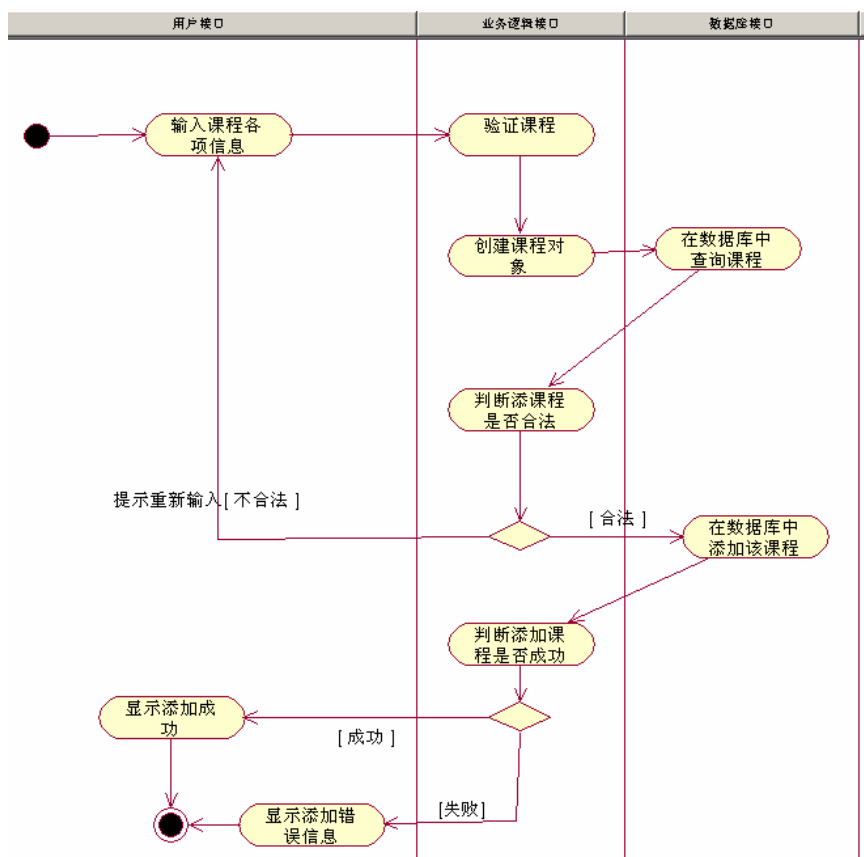 用户接口
业务逻辑接口
数据库接口
输入课程各
项信息
验证课程
创建课程对
象
在数据库中
查询课程
判断添课程
是否合法
提示重新输入[ 不合法 ]
[ 合法 ]
在数据库中
添加该课程
判断添加课
程是否成功
显示添加成
功
[ 成功 ]
[失败]
显示添加错
误信息